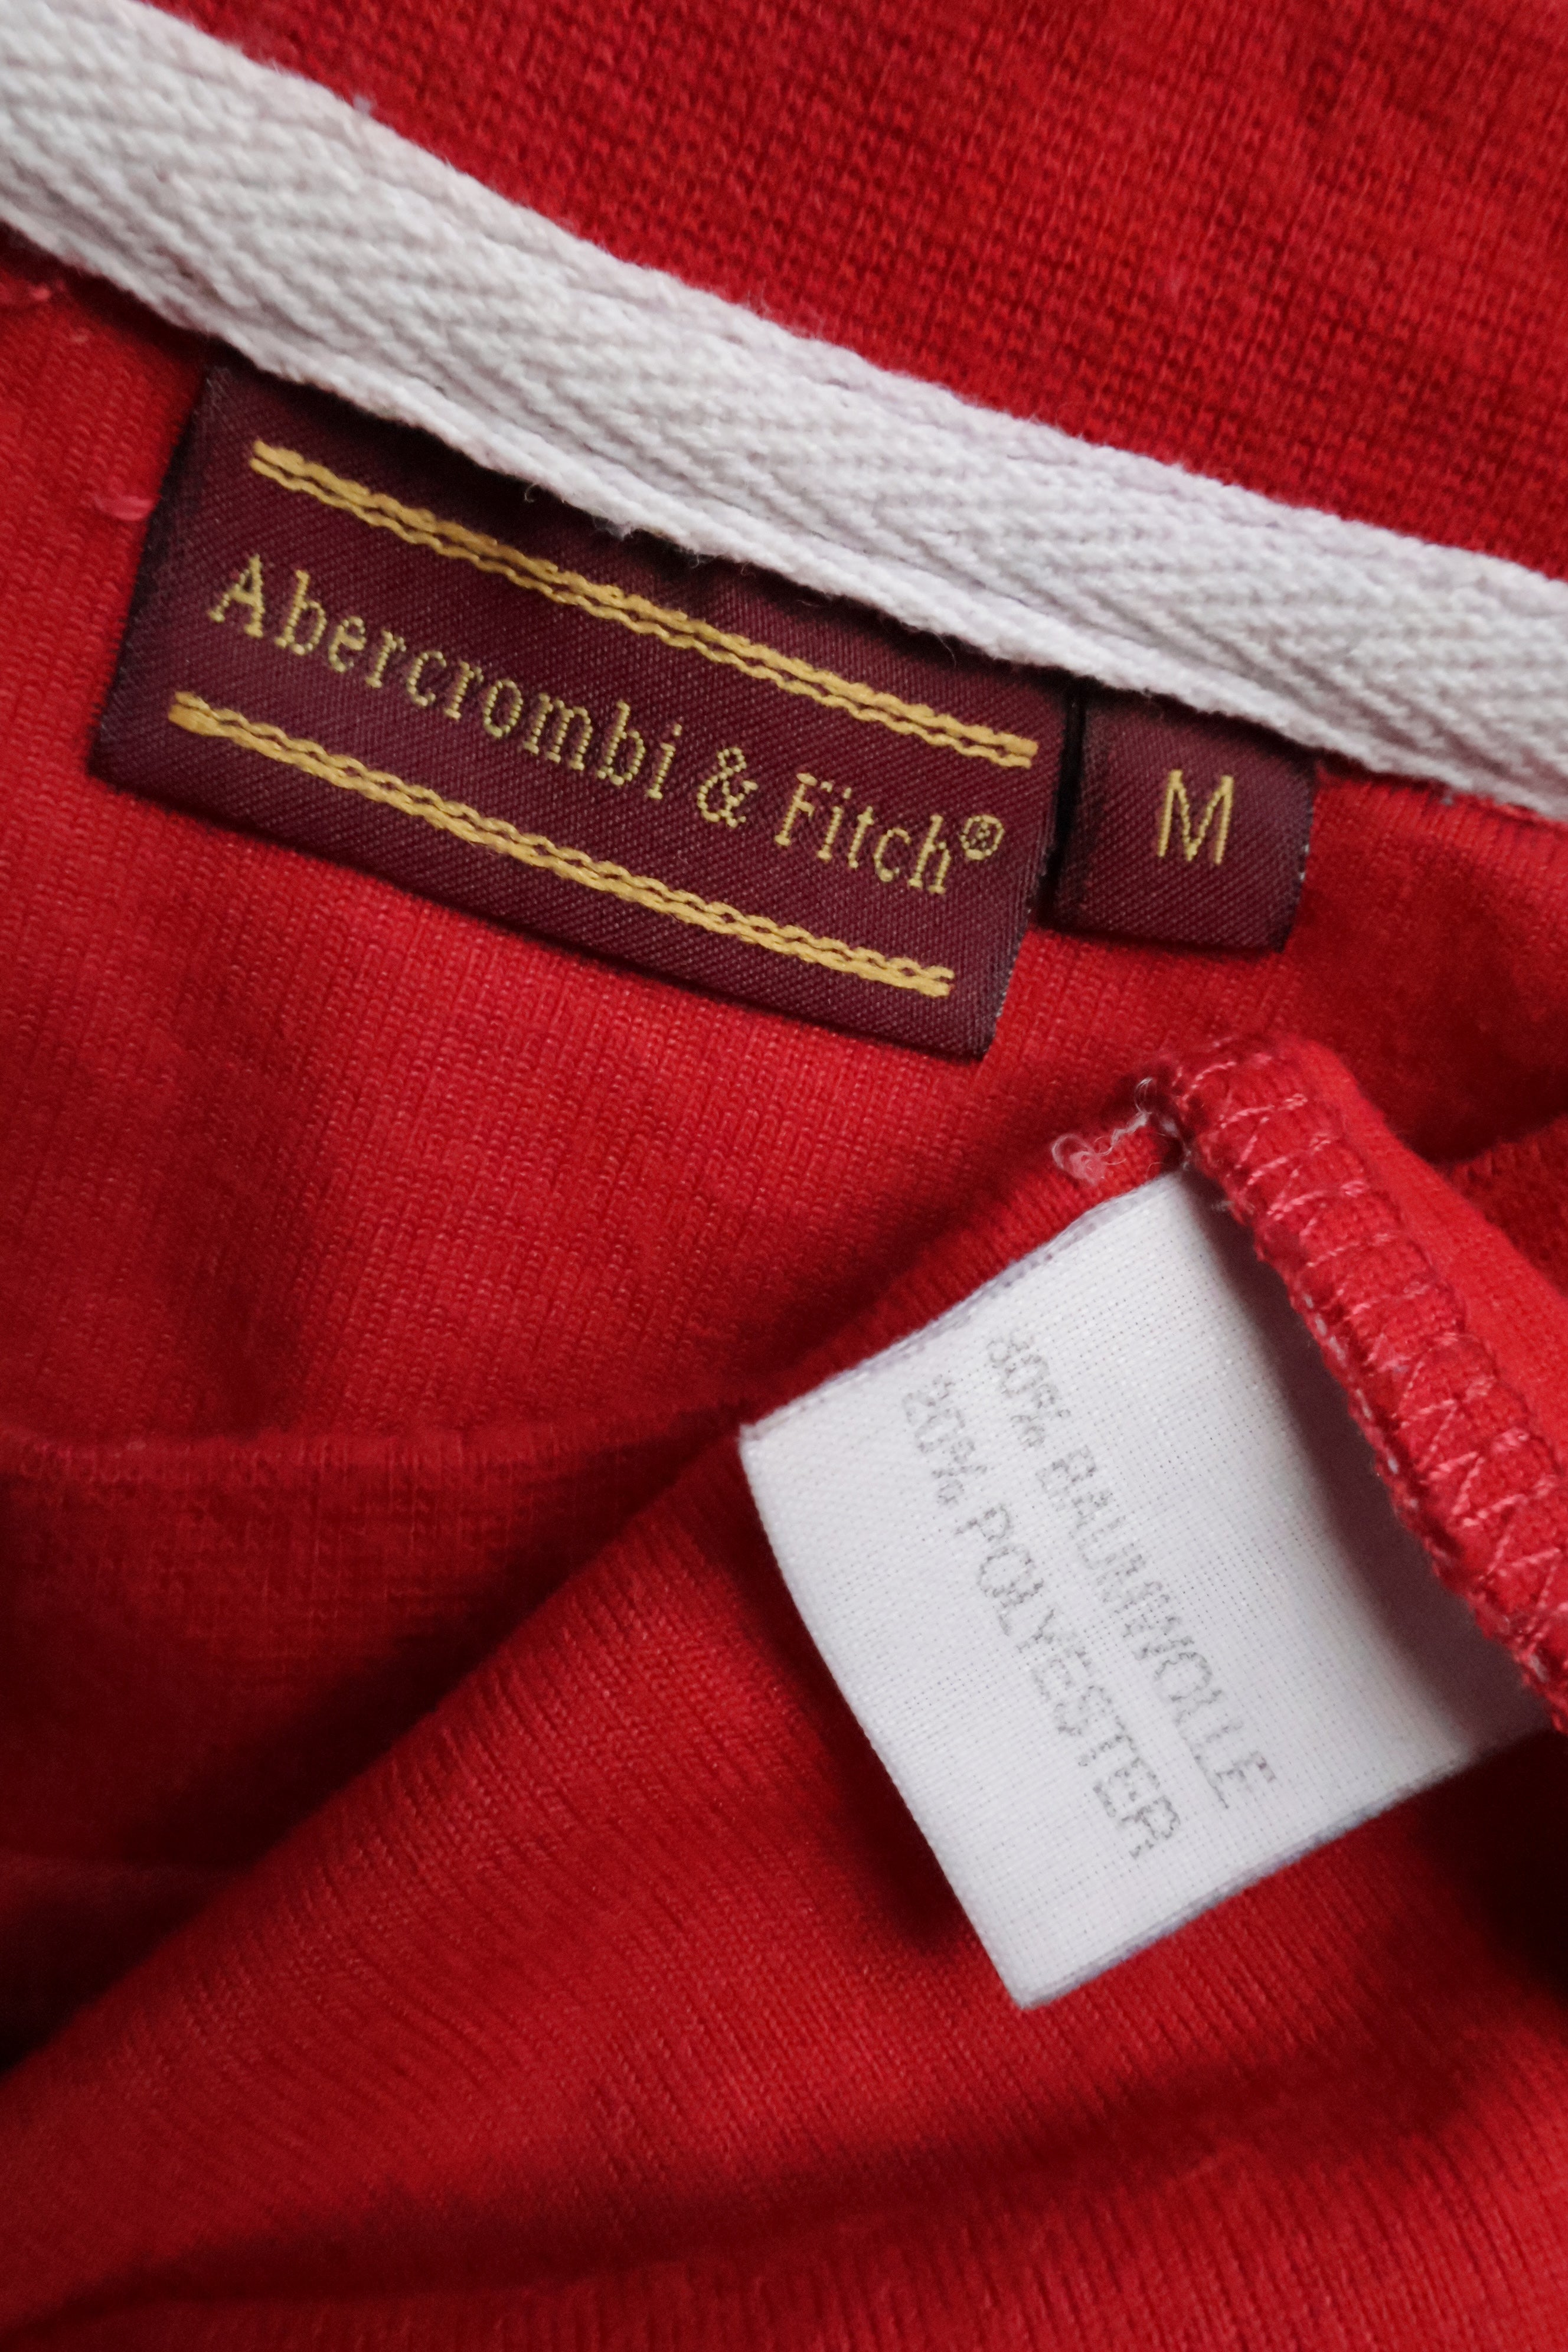 Abercrombi & Fitch®
M
80% BAUMWOLLE
20% POLYESTER